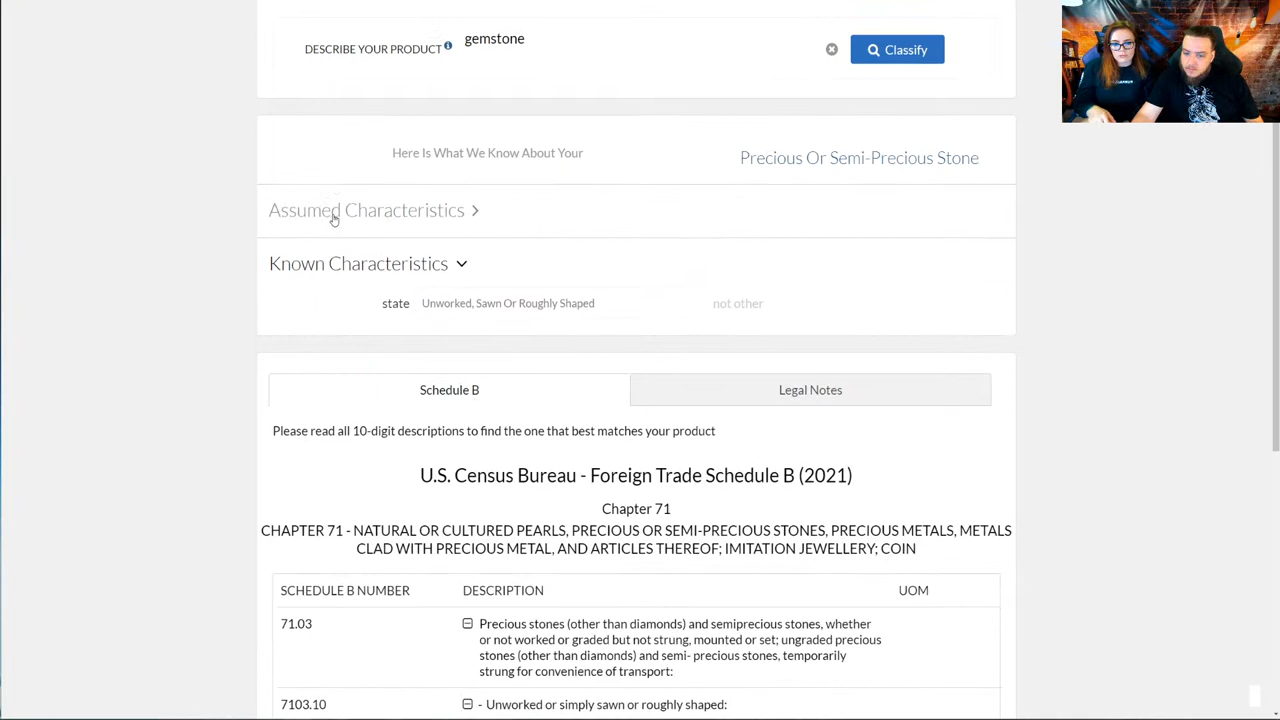 gemstone
DESCRIBE YOUR PRODUCT
Classify
Here Is What We Know About Your
Precious Or Semi-Precious Stone
Assumed Characteristics
Known Characteristics
state Unworked, Sawn Or Roughly Shaped not other
Schedule B Legal Notes
Please read all 10-digit descriptions to find the one that best matches your product
U.S. Census Bureau - Foreign Trade Schedule B (2021)
Chapter 71
CHAPTER 71 - NATURAL OR CULTURED PEARLS, PRECIOUS OR SEMI-PRECIOUS STONES, PRECIOUS METALS, METALS
CLAD WITH PRECIOUS METAL, AND ARTICLES THEREOF; IMITATION JEWELLERY; COIN
SCHEDULE B NUMBER DESCRIPTION UOM
71.03 Precious stones (other than diamonds) and semiprecious stones, whether
or not worked or graded but not strung, mounted or set; ungraded precious
stones (other than diamonds) and semi- precious stones, temporarily
strung for convenience of transport:
7103.10 - Unworked or simply sawn or roughly shaped: